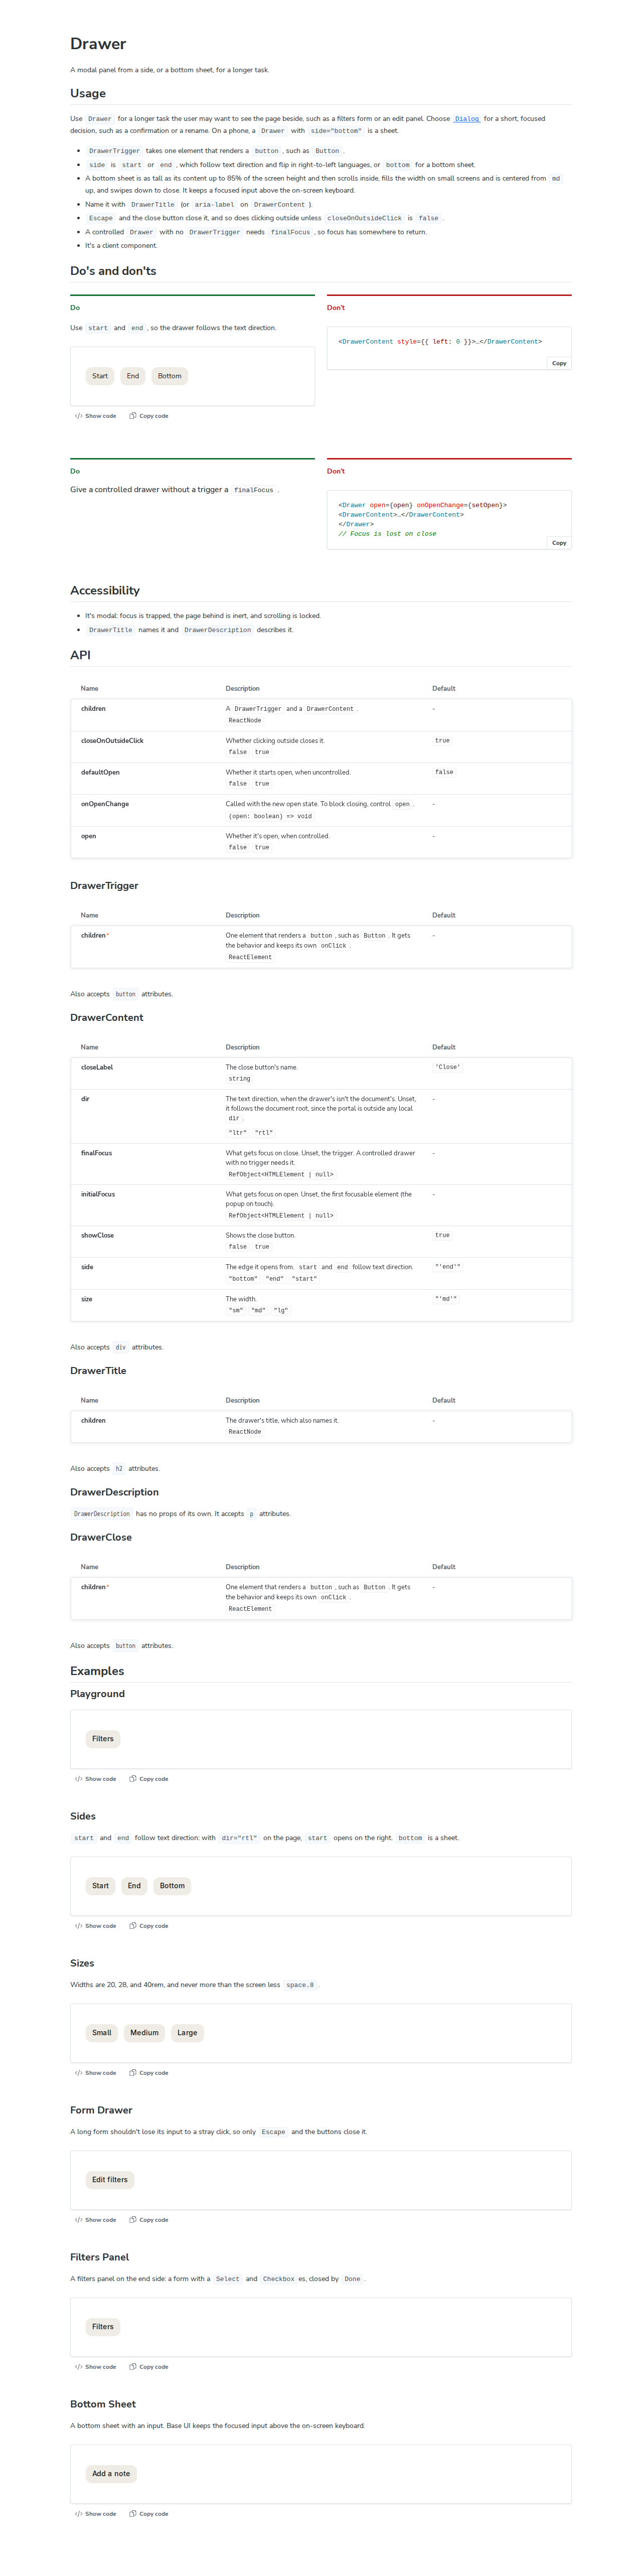 Drawer
A modal panel from a side, or a bottom sheet, for a longer task.
Usage
Use Drawer for a longer task the user may want to see the page beside, such as a filters form or an edit panel. Choose Dialog for a short, focused
decision, such as a confirmation or a rename. On a phone, a Drawer with side="bottom" is a sheet.
DrawerTrigger takes one element that renders a button, such as Button.
side is start or end, which follow text direction and flip in right-to-left languages, or bottom for a bottom sheet.
A bottom sheet is as tall as its content up to 85% of the screen height and then scrolls inside, fills the width on small screens and is centered from md
up, and swipes down to close. It keeps a focused input above the on-screen keyboard.
Name it with DrawerTitle (or aria-label on DrawerContent).
Escape and the close button close it, and so does clicking outside unless closeOnOutsideClick is false.
A controlled Drawer with no DrawerTrigger needs finalFocus, so focus has somewhere to return.
It's a client component.
Do's and don'ts
Do
Use start and end, so the drawer follows the text direction.
Start End Bottom
Show code Copy code
Don't
<DrawerContent style={{ left: 0 }}>…</DrawerContent>
Copy
Do
Give a controlled drawer without a trigger a finalFocus.
Don't
<Drawer open={open} onOpenChange={setOpen}>
<DrawerContent>…</DrawerContent>
</Drawer>
// Focus is lost on close
Copy
Accessibility
It's modal: focus is trapped, the page behind is inert, and scrolling is locked.
DrawerTitle names it and DrawerDescription describes it.
API
Name Description Default
children A DrawerTrigger and a DrawerContent. -
ReactNode
closeOnOutsideClick Whether clicking outside closes it. true
false true
defaultOpen Whether it starts open, when uncontrolled. false
false true
onOpenChange Called with the new open state. To block closing, control open. -
(open: boolean) => void
open Whether it's open, when controlled. -
false true
DrawerTrigger
Name Description Default
children* One element that renders a button, such as Button. It gets -
the behavior and keeps its own onClick.
ReactElement
Also accepts button attributes.
DrawerContent
Name Description Default
closeLabel The close button's name. 'Close'
string
dir The text direction, when the drawer's isn't the document's. Unset, -
it follows the document root, since the portal is outside any local
dir.
"ltr" "rtl"
finalFocus What gets focus on close. Unset, the trigger. A controlled drawer -
with no trigger needs it.
RefObject<HTMLElement | null>
initialFocus What gets focus on open. Unset, the first focusable element (the -
popup on touch).
RefObject<HTMLElement | null>
showClose Shows the close button. true
false true
side The edge it opens from. start and end follow text direction. "'end'"
"bottom" "end" "start"
size The width. "'md'"
"sm" "md" "lg"
Also accepts div attributes.
DrawerTitle
Name Description Default
children The drawer's title, which also names it. -
ReactNode
Also accepts h2 attributes.
DrawerDescription
DrawerDescription has no props of its own. It accepts p attributes.
DrawerClose
Name Description Default
children* One element that renders a button, such as Button. It gets -
the behavior and keeps its own onClick.
ReactElement
Also accepts button attributes.
Examples
Playground
Filters
Show code Copy code
Sides
start and end follow text direction: with dir="rtl" on the page, start opens on the right. bottom is a sheet.
Start End Bottom
Show code Copy code
Sizes
Widths are 20, 28, and 40rem, and never more than the screen less space.8.
Small Medium Large
Show code Copy code
Form Drawer
A long form shouldn't lose its input to a stray click, so only Escape and the buttons close it.
Edit filters
Show code Copy code
Filters Panel
A filters panel on the end side: a form with a Select and Checkboxes, closed by Done.
Filters
Show code Copy code
Bottom Sheet
A bottom sheet with an input. Base UI keeps the focused input above the on-screen keyboard.
Add a note
Show code Copy code